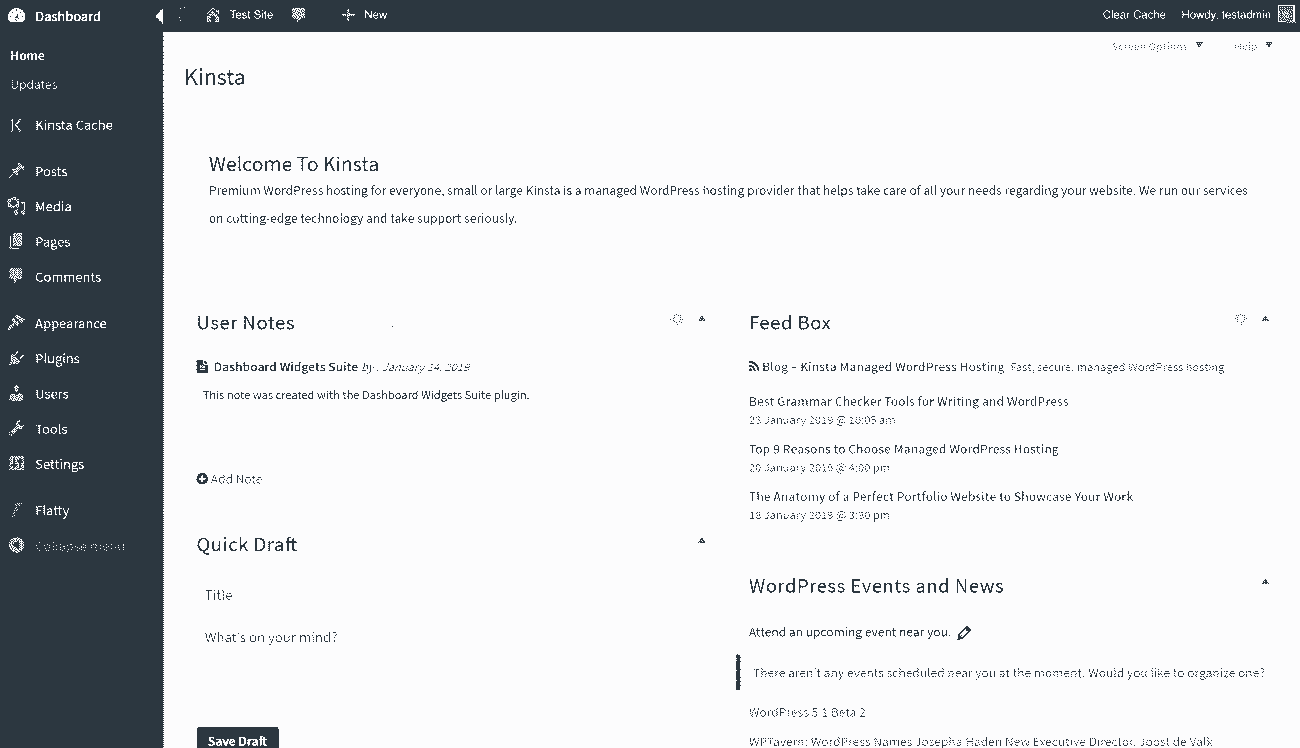 Dashboard
Test Site
New
Clear Cache
Howdy, testadmin
Home
Updates
Kinsta Cache
Posts
Media
Pages
Comments
Appearance
Plugins
Users
Tools
Settings
Flatty
Collapse menu
Screen Options
Help
Kinsta
Welcome To Kinsta
Premium WordPress hosting for everyone, small or large Kinsta is a managed WordPress hosting provider that helps take care of all your needs regarding your website. We run our services
on cutting-edge technology and take support seriously.
User Notes
Dashboard Widgets Suite by January 24, 2019
This note was created with the Dashboard Widgets Suite plugin.
Add Note
Quick Draft
Title
What's on your mind?
Save Draft
Feed Box
Blog – Kinsta Managed WordPress Hosting Fast, secure, managed WordPress hosting
Best Grammar Checker Tools for Writing and WordPress
January 2019 @ am
Top 9 Reasons to Choose Managed WordPress Hosting
January 2019 @ 4:00 pm
The Anatomy of a Perfect Portfolio Website to Showcase Your Work
January 2019 @ 3:30 pm
WordPress Events and News
Attend an upcoming event near you.
There aren't any events scheduled near you at the moment. Would you like to organize one?
WordPress 5.1 Beta 2
WPTavern: WordPress Names Josepha Haden New Executive Director, Joost de Valk